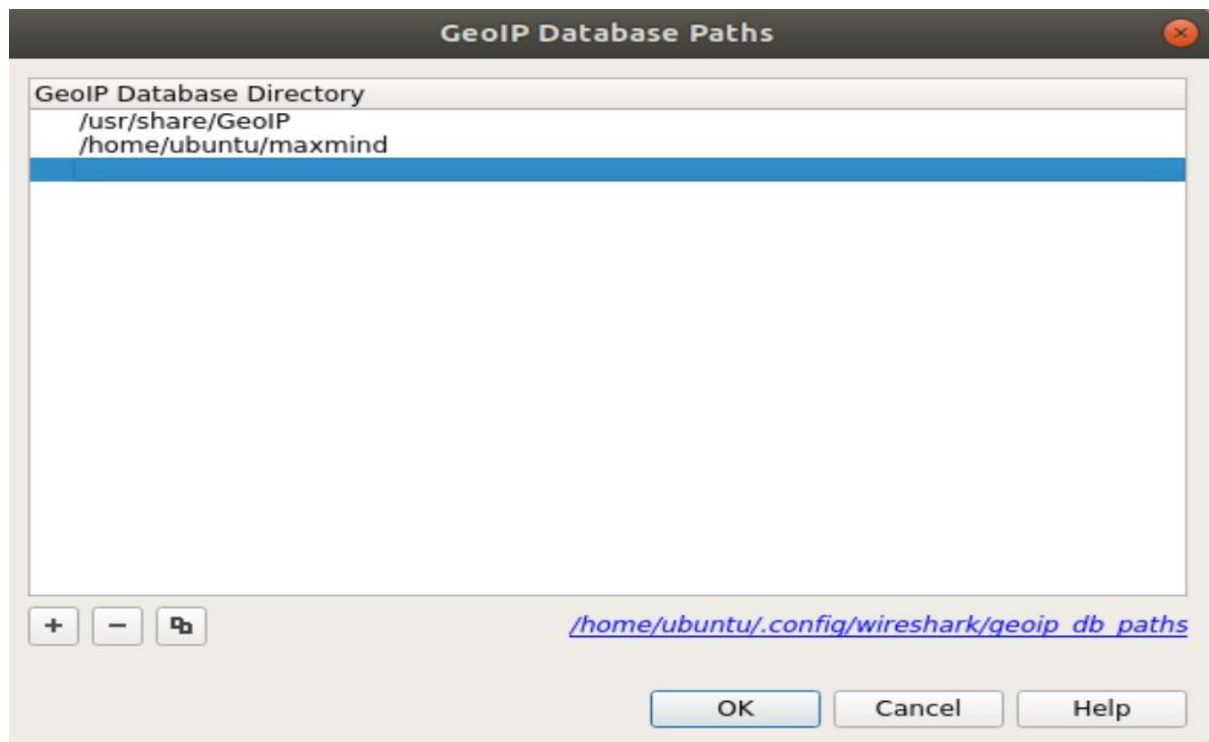 GeoIP Database Paths
GeoIP Database Directory
/usr/share/GeoIP
/home/ubuntu/maxmind
/home/ubuntu/.config/wireshark/geoip_db_paths
OK Cancel Help